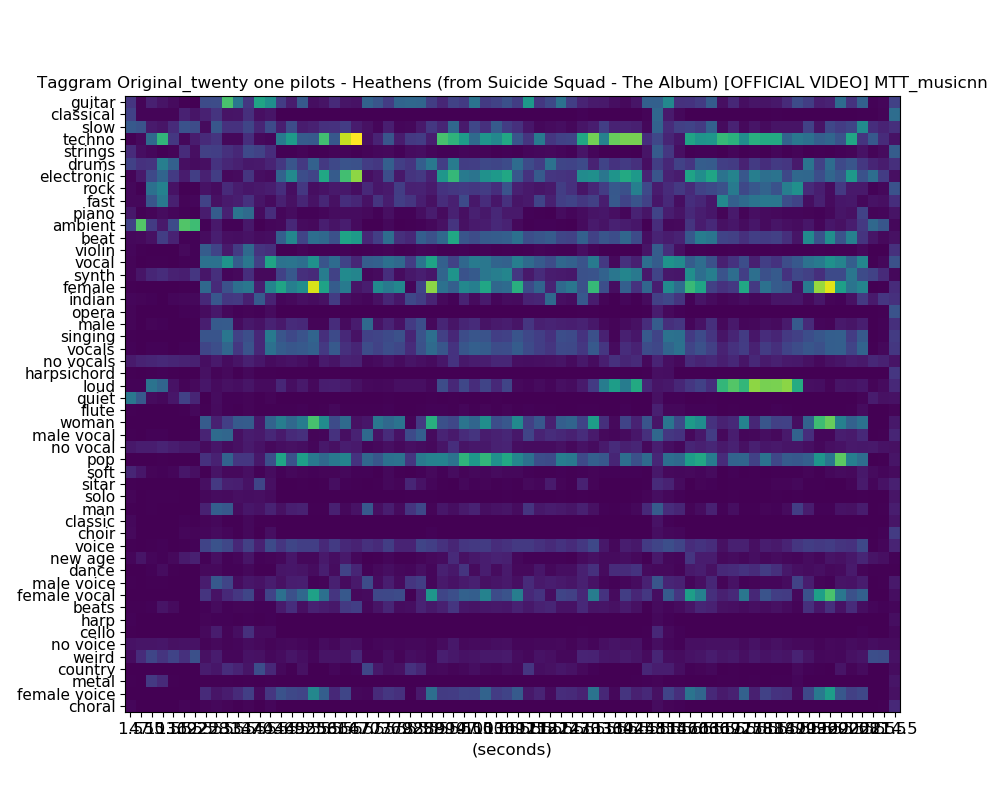 Taggram Original_twenty one pilots - Heathens (from Suicide Squad - The Album) [OFFICIAL VIDEO] MTT_musicnn
guitar
classical
slow
techno
strings
drums
electronic
rock
fast
piano
ambient
beat
violin
vocal
synth
female
indian
opera
male
singing
vocals
no vocals
harpsichord
loud
quiet
flute
woman
male vocal
no vocal
pop
soft
sitar
solo
man
classic
choir
voice
new age
dance
male voice
female vocal
beats
harp
cello
no voice
weird
country
metal
female voice
choral
(seconds)